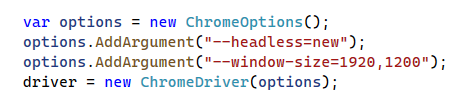 var options = new ChromeOptions();
options.AddArgument("--headless=new");
options.AddArgument("--window-size=1920,1200");
driver = new ChromeDriver(options);